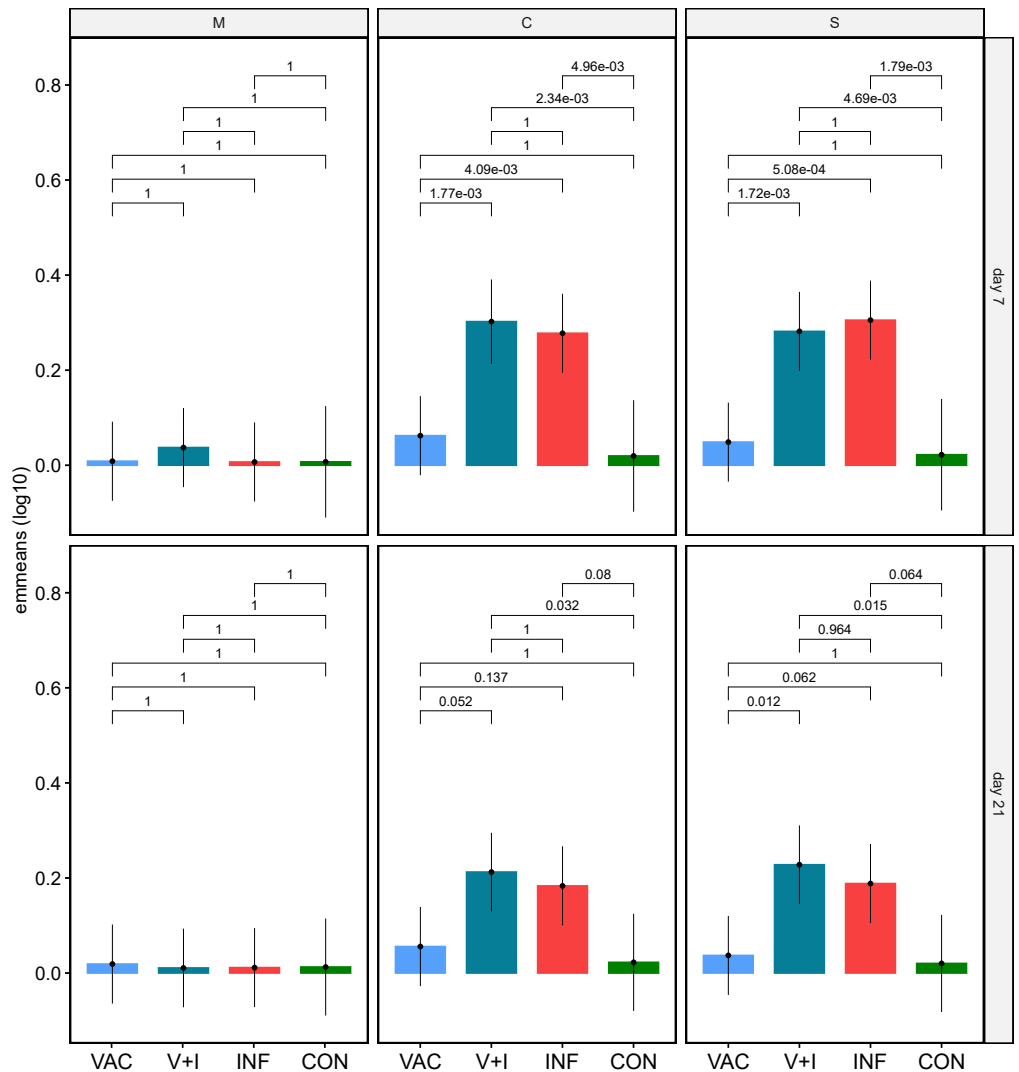 M C S
0.8
0.6
0.4
0.2
0.0
1
1
1
1
1
1
4.96e-03
2.34e-03
1
1
4.09e-03
1.77e-03
1.79e-03
4.69e-03
1
1
5.08e-04
1.72e-03
day 7
emmeans (log10)
0.8
0.6
0.4
0.2
0.0
1
1
1
1
1
1
0.08
0.032
1
1
0.137
0.052
0.064
0.015
0.964
1
0.062
0.012
day 21
VAC V+I INF CON VAC V+I INF CON VAC V+I INF CON